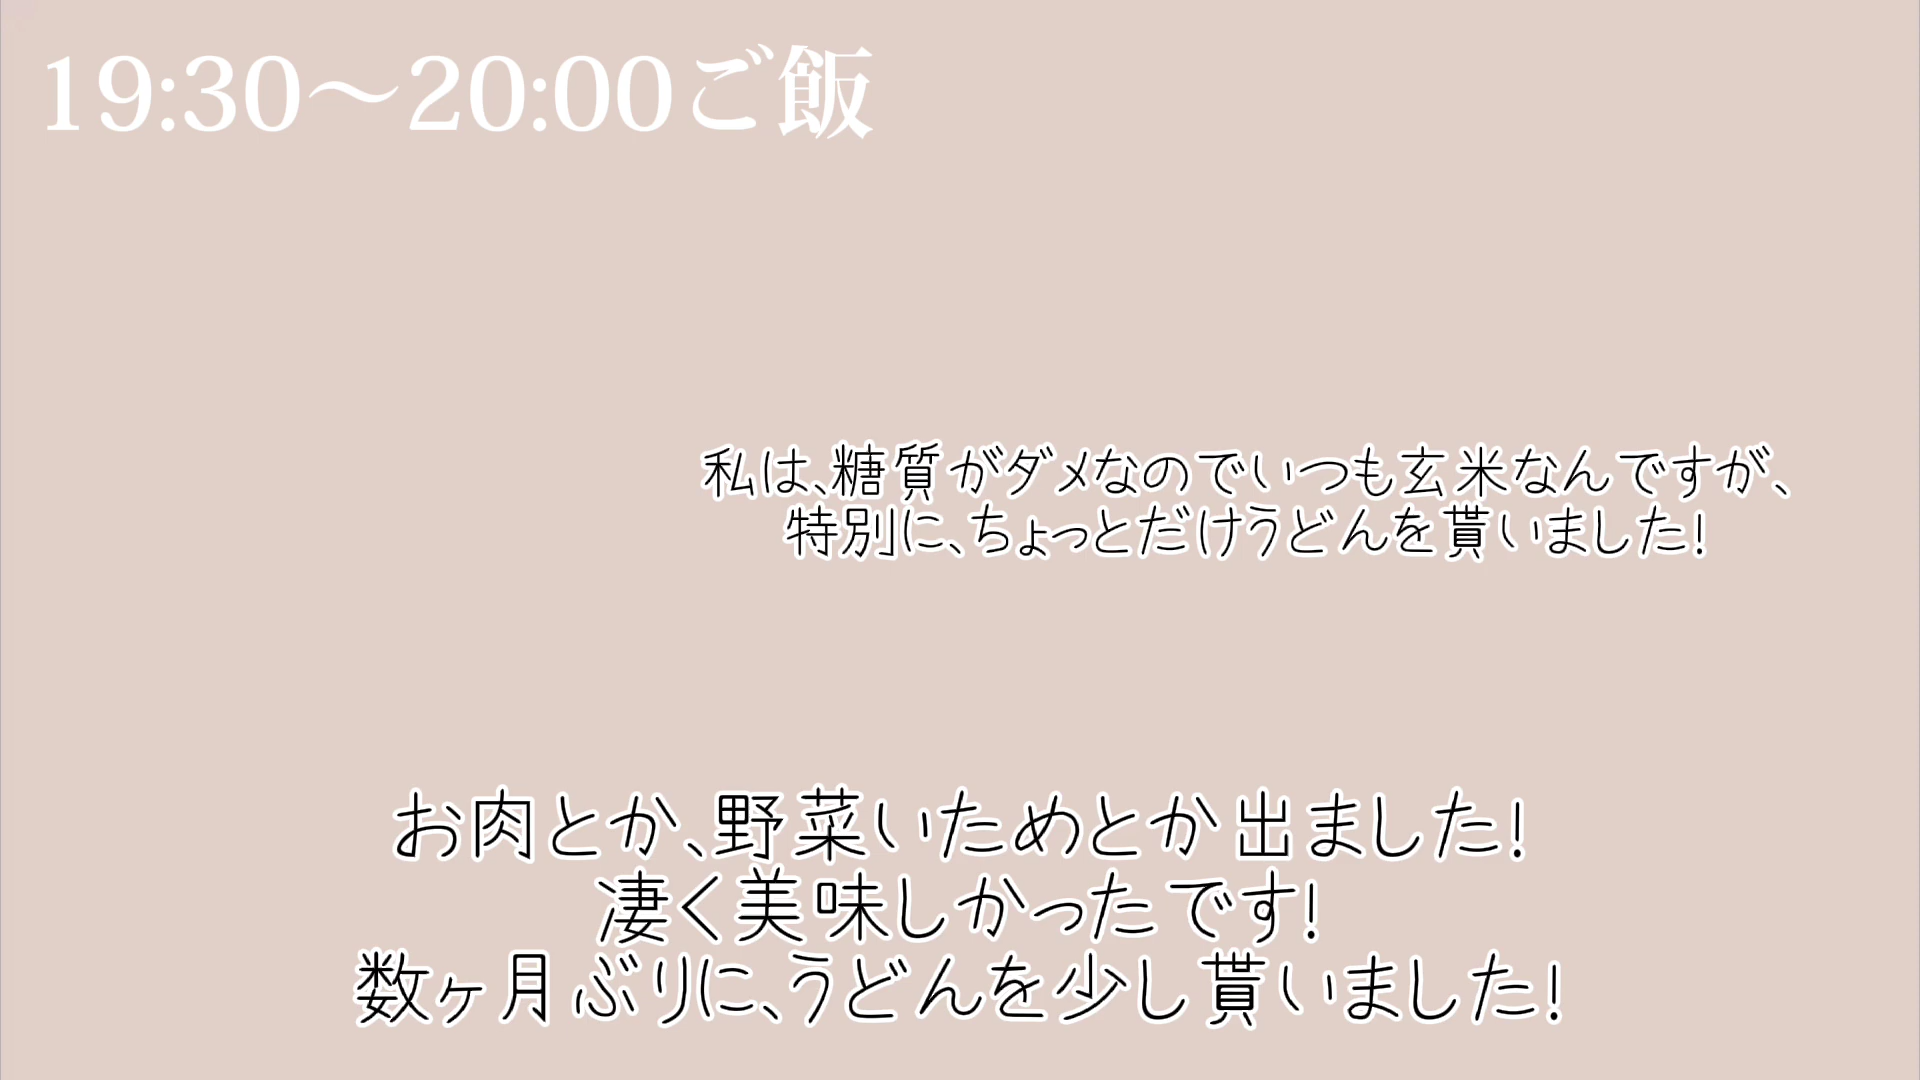 19:30〜20:00ご飯
私は、糖質がダメなのでいつも玄米なんですが、
特別に、ちょっとだけうどんを貰いました!
お肉とか、野菜いためとか出ました!
凄く美味しかったです!
数ヶ月ぶりに、うどんを少し貰いました!